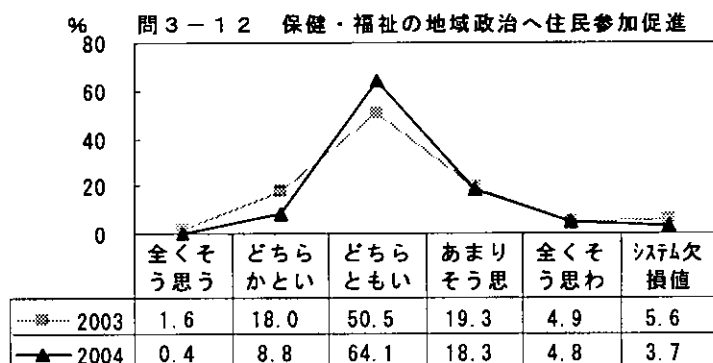 % 問3-12 保健・福祉の地域政治へ住民参加促進
80
60
40
20
0
全くそ どちら どちら あまり 全くそ ｼｽﾃﾑ欠
う思う かとい ともい そう思 う思わ 損値
2003 1.6 18.0 50.5 19.3 4.9 5.6
2004 0.4 8.8 64.1 18.3 4.8 3.7